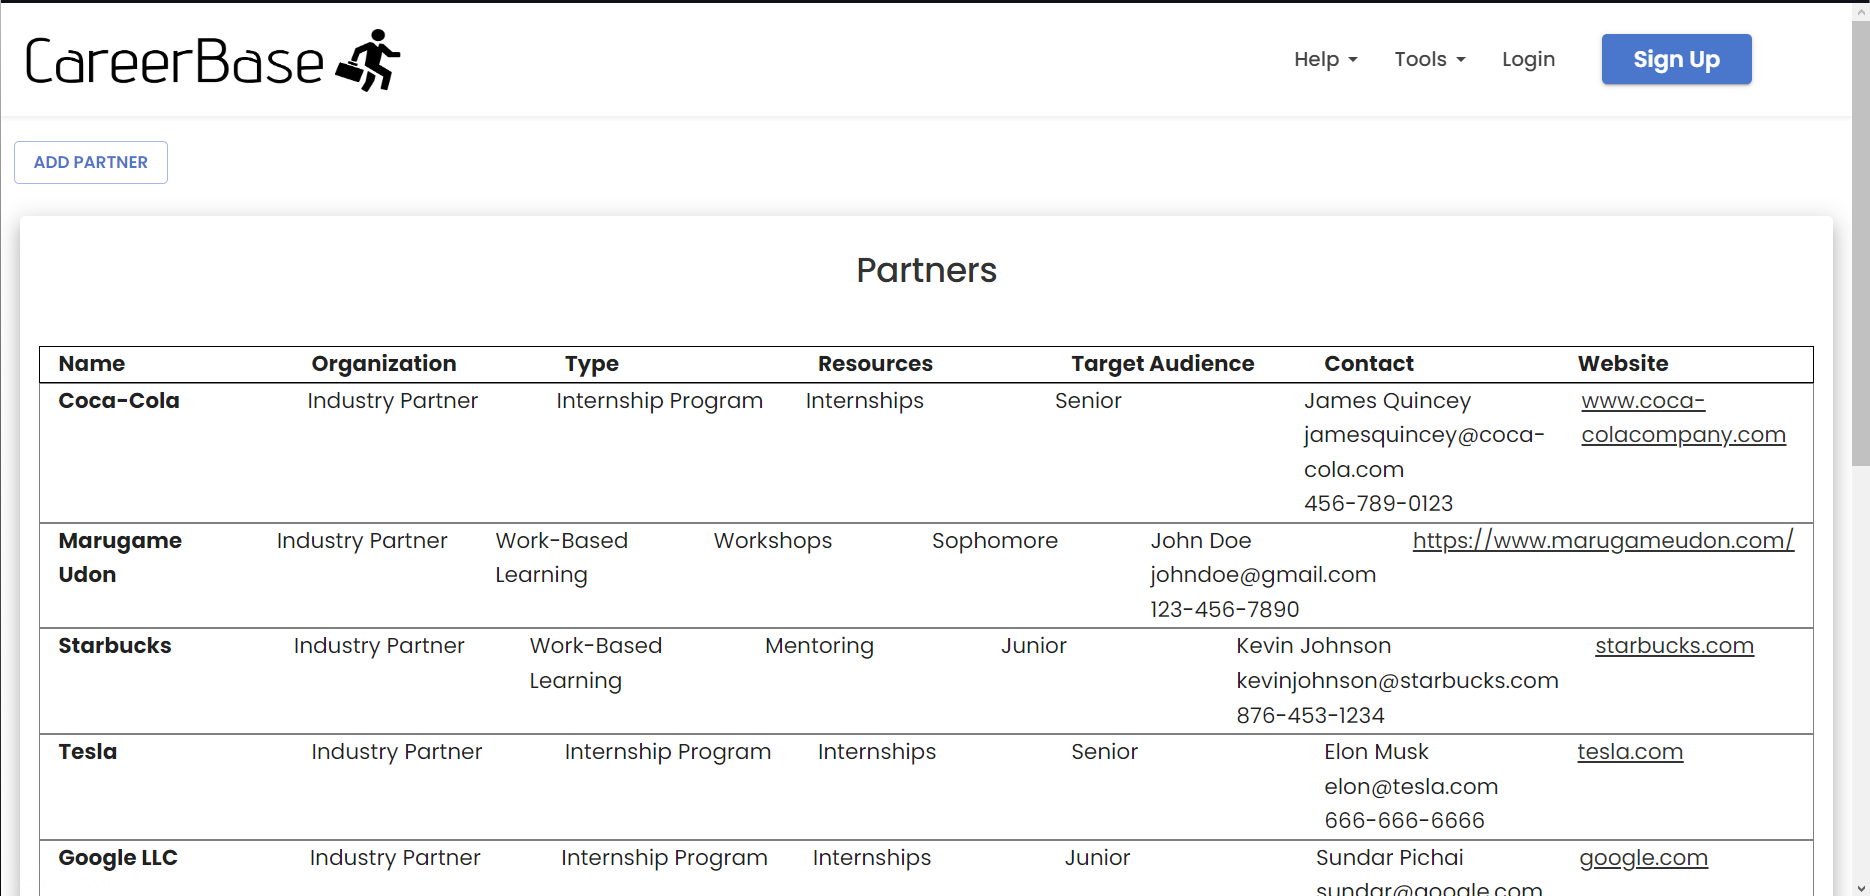 CareerBase
Help Tools Login Sign Up
ADD PARTNER
Partners
Name Organization Type Resources Target Audience Contact Website
Coca-Cola Industry Partner Internship Program Internships Senior James Quincey www.coca-
jamesquincey@coca- colacompany.com
cola.com
456-789-0123
Marugame Industry Partner Work-Based Workshops Sophomore John Doe https://www.marugameudon.com/
Udon Learning johndoe@gmail.com
123-456-7890
Starbucks Industry Partner Work-Based Mentoring Junior Kevin Johnson starbucks.com
Learning kevinjohnson@starbucks.com
876-453-1234
Tesla Industry Partner Internship Program Internships Senior Elon Musk tesla.com
elon@tesla.com
666-666-6666
Google LLC Industry Partner Internship Program Internships Junior Sundar Pichai google.com
sundar@google.com